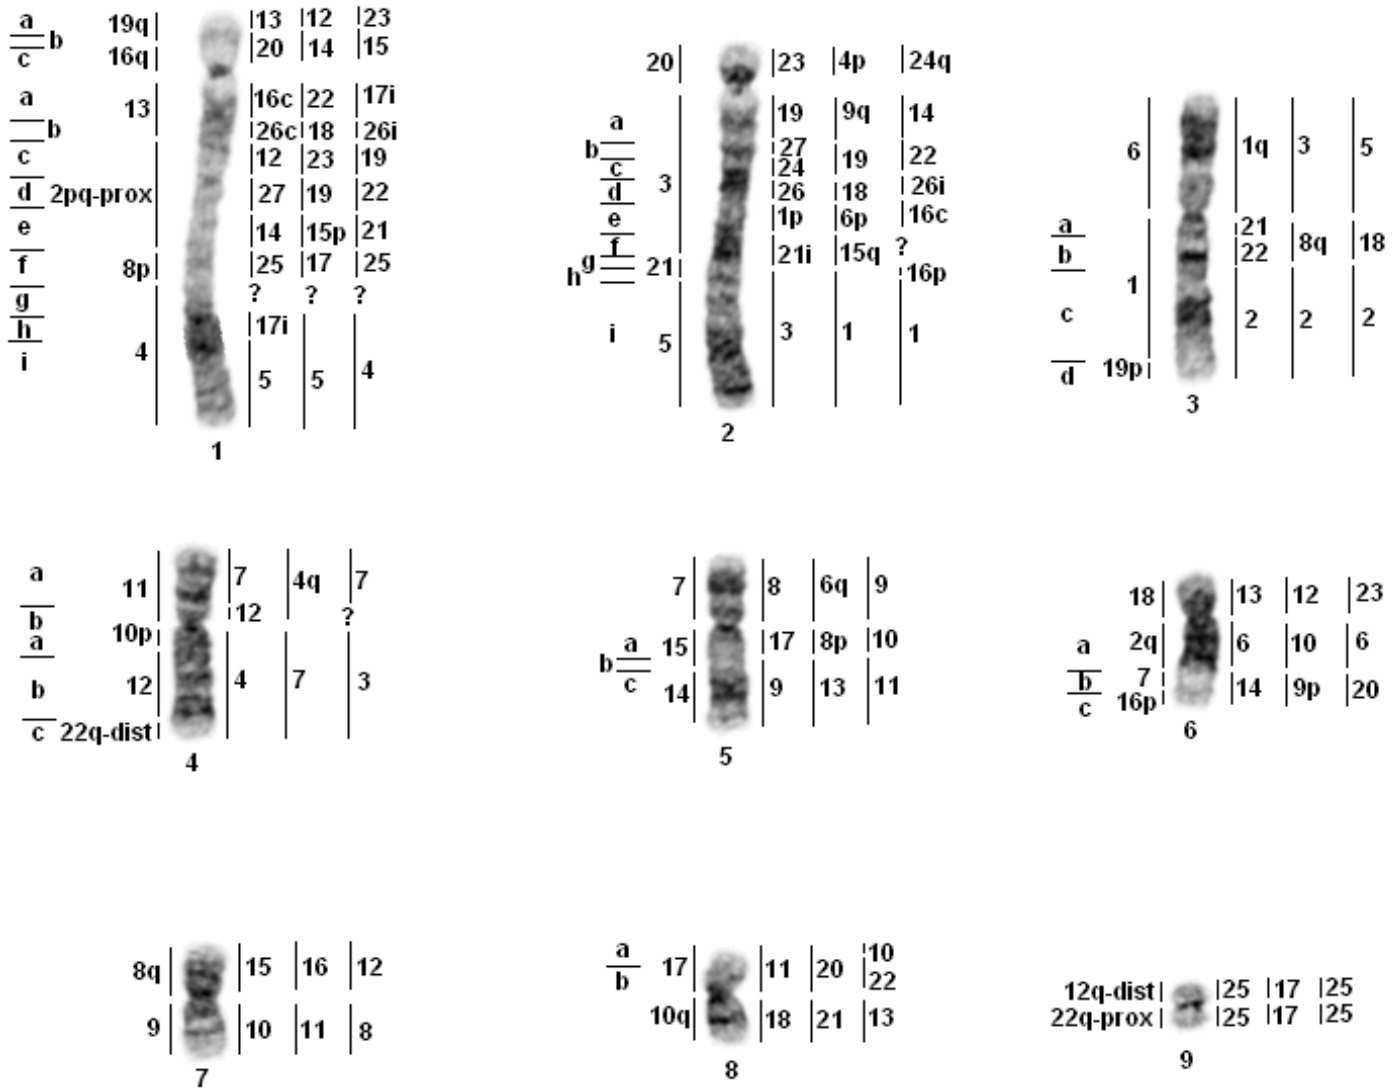 a 19q 13 12 23
b
c 16q 20 14 15
a 13 16c 22 17i
b 26c 18 26i
c 12 23 19
d 2pq-prox 27 19 22
e 14 15p 21
f 8p 25 17 25
g ? ? ?
h 17i
i 4 5 5 4
1
20 23 4p 24q
a 19 9q 14
b 27
c 24 19 22
d 3 26 18 26i
e 1p 6p 16c
f 21i 15q ?
g 21
h 16p
i 5 3 1 1
2
6 1q 3 5
a 21
b 22 8q 18
1
c 2 2 2
d 19p
3
a 11 7 4q 7
b 12 ?
a 10p
b 12 4 7 3
c 22q-dist
4
7 8 6q 9
a 15 17 8p 10
b
c 14 9 13 11
5
18 13 12 23
a 2q 6 10 6
b 7
c 16p 14 9p 20
6
8q 15 16 12
9 10 11 8
7
a 17 11 20 10
b 22
10q 18 21 13
8
12q-dist 25 17 25
22q-prox 25 17 25
9